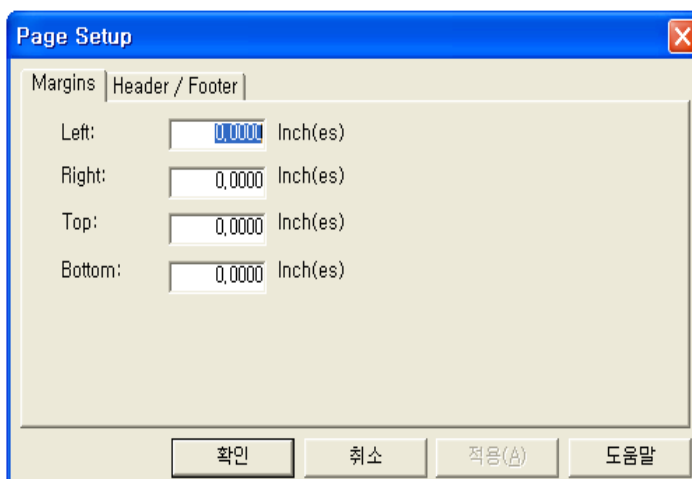 Page Setup
Margins Header / Footer
Left: 0,0000 Inch(es)
Right: 0,0000 Inch(es)
Top: 0,0000 Inch(es)
Bottom: 0,0000 Inch(es)
확인 취소 적용(A) 도움말